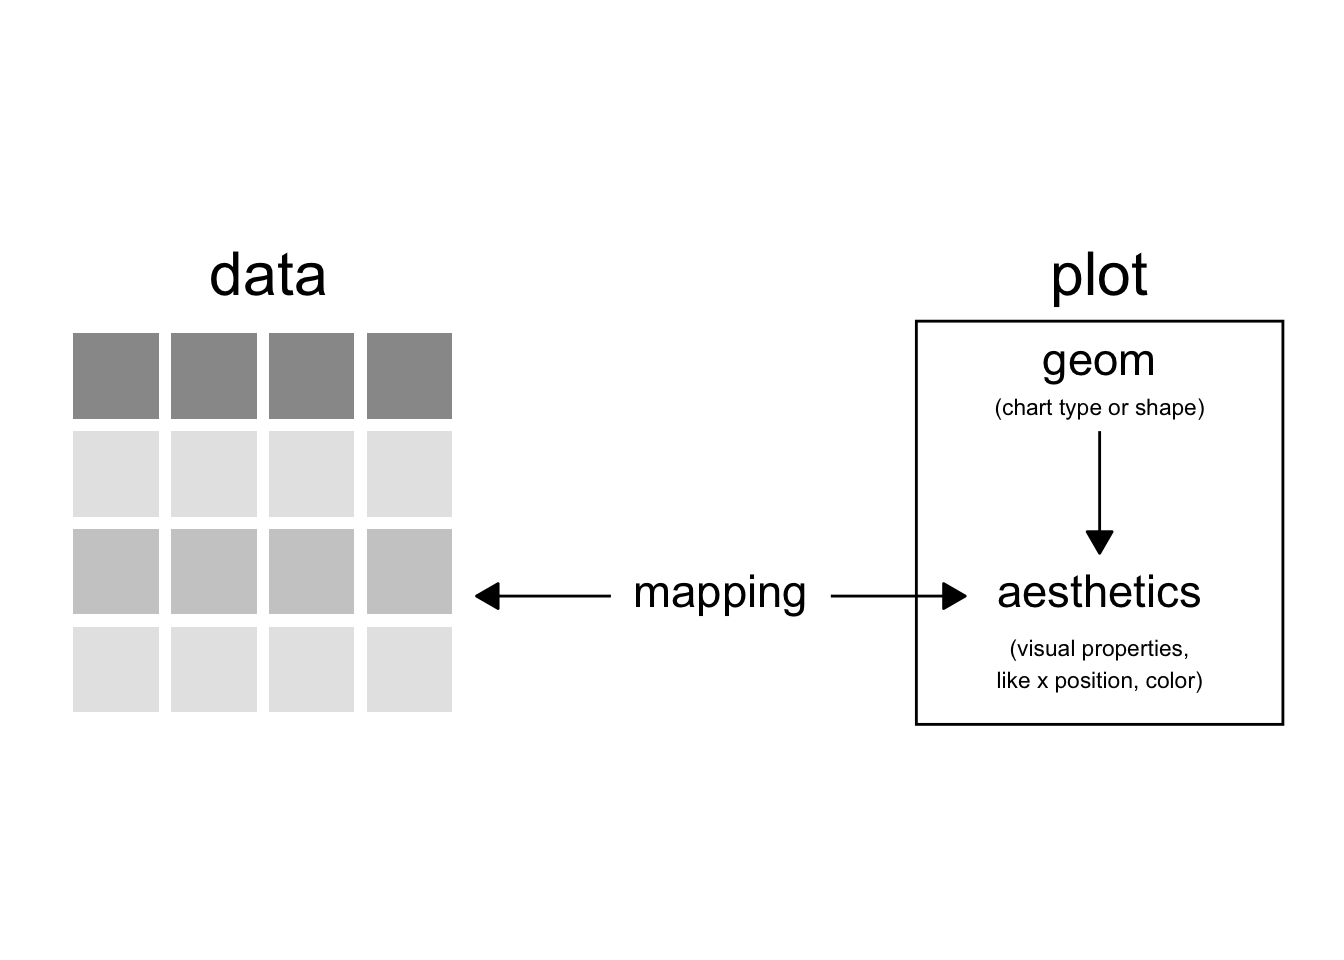 data
plot
geom
(chart type or shape)
mapping
aesthetics
(visual properties,
like x position, color)